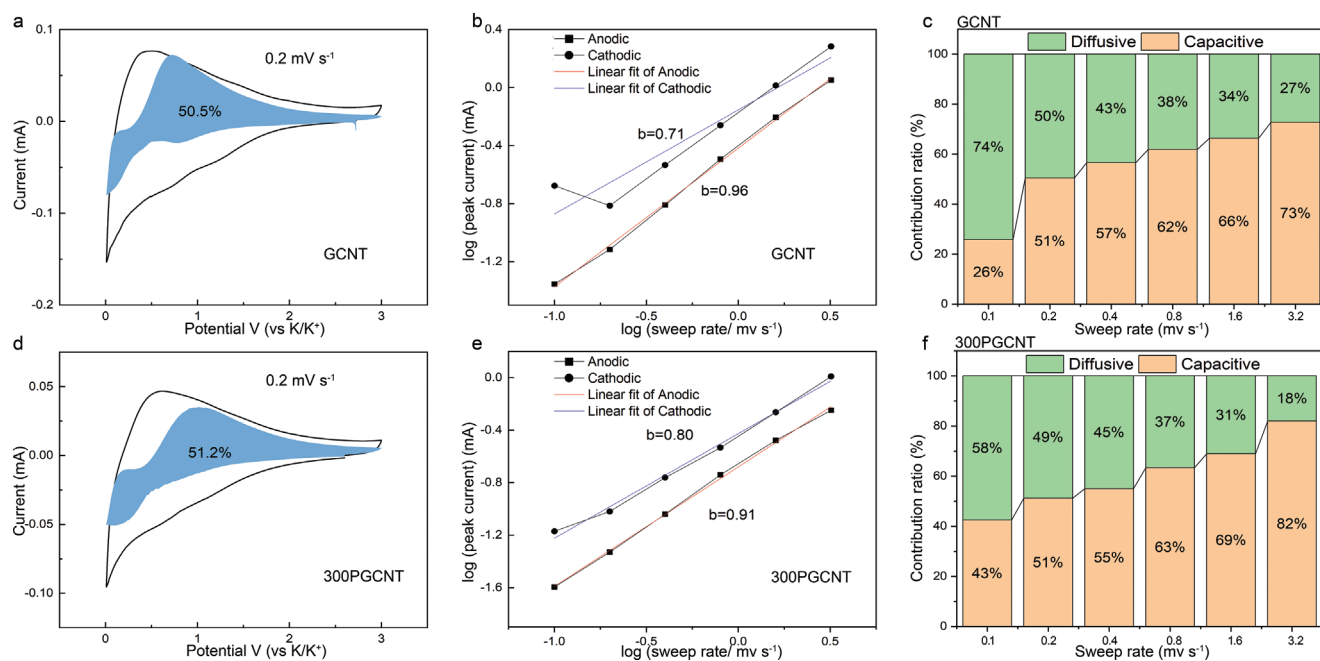 a
0.1
0.0
-0.1
-0.2
Current (mA)
0.2 mV s⁻¹
50.5%
GCNT
0
1
2
3
Potential V (vs K/K⁺)
b
0.4
0.0
-0.4
-0.8
-1.2
log (peak current) (mA)
Anodic
Cathodic
Linear fit of Anodic
Linear fit of Cathodic
b=0.71
b=0.96
GCNT
-1.0
-0.5
0.0
0.5
log (sweep rate/ mv s⁻¹)
c
GCNT
Diffusive
Capacitive
100
80
60
40
20
0
Contribution ratio (%)
74%
50%
43%
38%
34%
27%
26%
51%
57%
62%
66%
73%
0.1
0.2
0.4
0.8
1.6
3.2
Sweep rate (mv s⁻¹)
d
0.05
0.00
-0.05
-0.10
Current (mA)
0.2 mV s⁻¹
51.2%
300PGCNT
0
1
2
3
Potential V (vs K/K⁺)
e
0.0
-0.4
-0.8
-1.2
-1.6
log (peak current) (mA)
Anodic
Cathodic
Linear fit of Anodic
Linear fit of Cathodic
b=0.80
b=0.91
300PGCNT
-1.0
-0.5
0.0
0.5
log (sweep rate/ mv s⁻¹)
f
300PGCNT
Diffusive
Capacitive
100
80
60
40
20
0
Contribution ratio (%)
58%
49%
45%
37%
31%
18%
43%
51%
55%
63%
69%
82%
0.1
0.2
0.4
0.8
1.6
3.2
Sweep rate (mv s⁻¹)